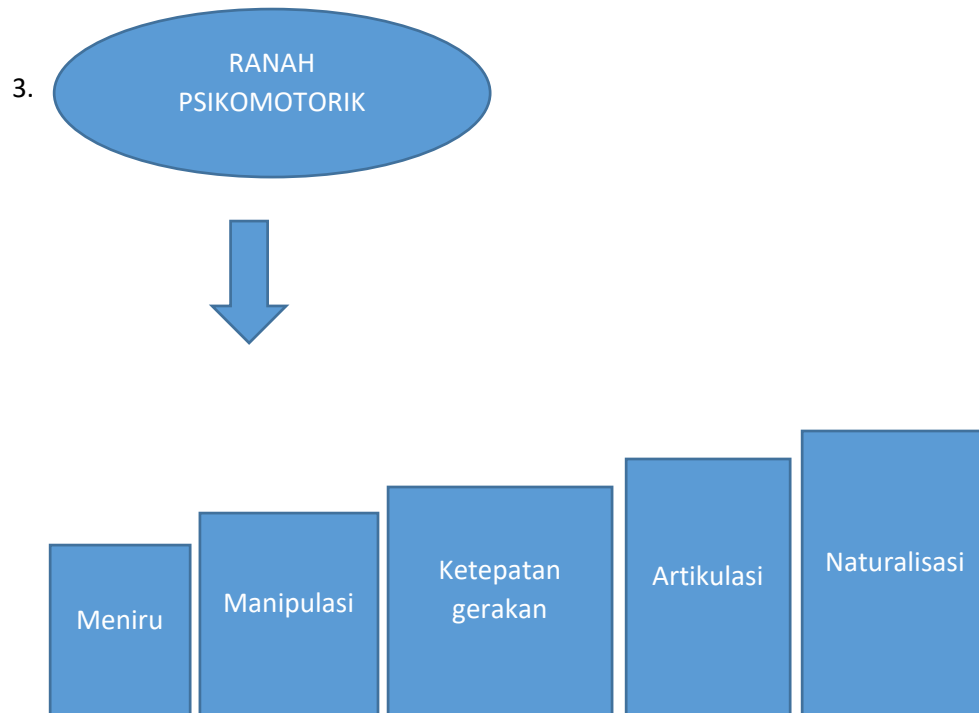 3.
RANAH
PSIKOMOTORIK
Meniru
Manipulasi
Ketepatan
gerakan
Artikulasi
Naturalisasi